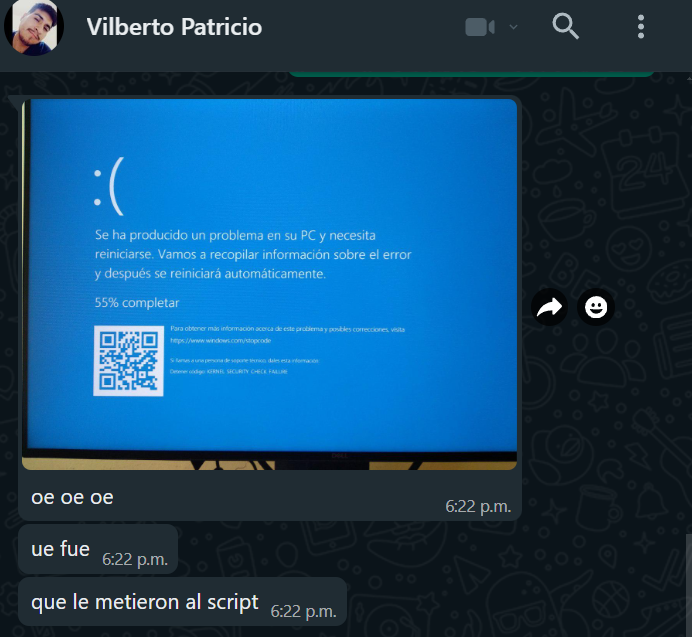 Vilberto Patricio
:(
Se ha producido un problema en su PC y necesita
reiniciarse. Vamos a recopilar información sobre el error
y después se reiniciará automáticamente.
55% completar
Para obtener más información acerca de este problema y posibles correcciones, visita
https://www.windows.com/stopcode
Si llamas a una persona de soporte técnico, dales esta información:
Detener código: KERNEL SECURITY CHECK FAILURE
oe oe oe
6:22 p.m.
ue fue
6:22 p.m.
que le metieron al script
6:22 p.m.